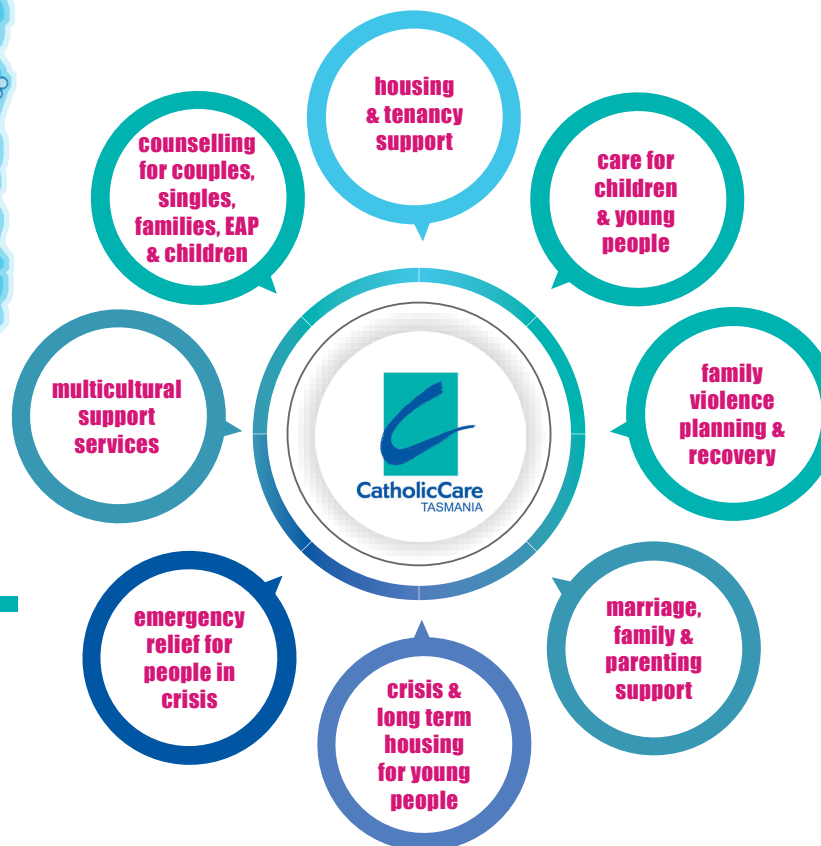 housing
& tenancy
support
care for
children
& young
people
family
violence
planning &
recovery
marriage,
family &
parenting
support
crisis &
long term
housing
for young
people
emergency
relief for
people in
crisis
multicultural
support
services
counselling
for couples,
singles,
families, EAP
& children
CatholicCare
TASMANIA